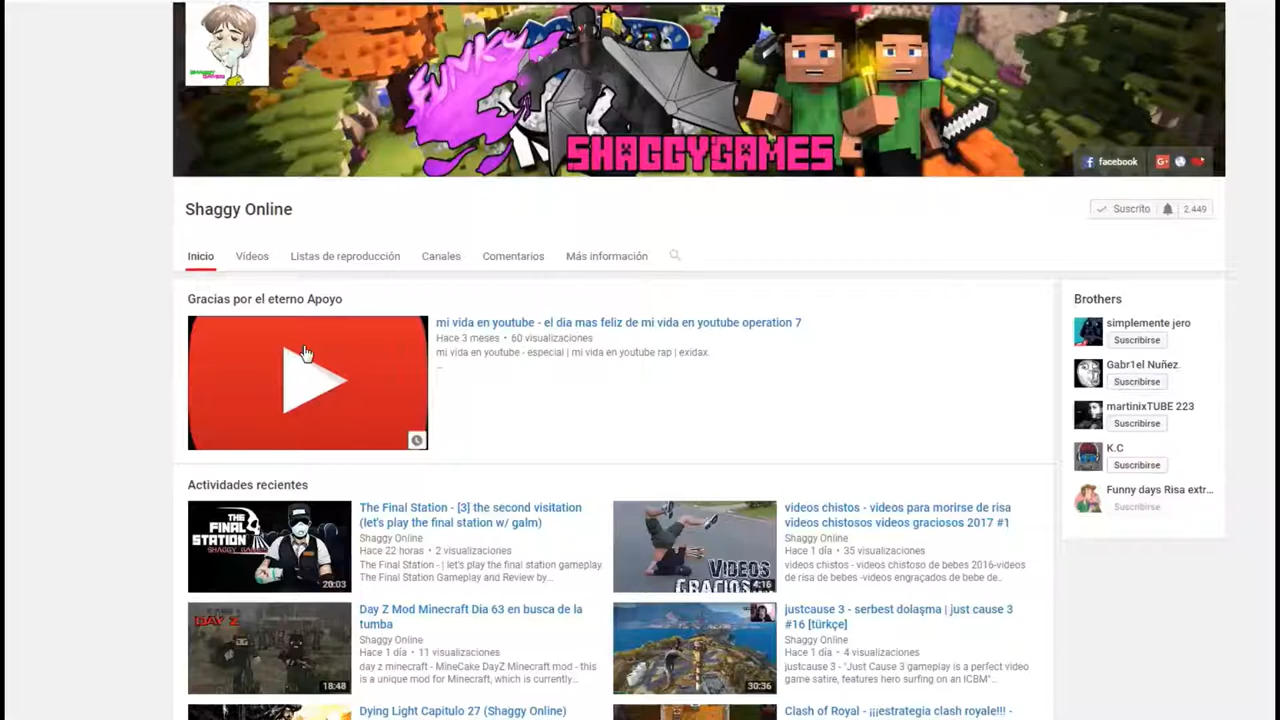 SHAGGYGAMES
facebook
Shaggy Online
Suscrito 2.449
Inicio Vídeos Listas de reproducción Canales Comentarios Más información
Gracias por el eterno Apoyo
mi vida en youtube - el dia mas feliz de mi vida en youtube operation 7
Hace 3 meses • 60 visualizaciones
mi vida en youtube - especial | mi vida en youtube rap | exidax.
...
Brothers
simplemente jero
Suscribirse
Gabr1el Nuñez.
Suscribirse
martinixTUBE 223
Suscribirse
K.C
Suscribirse
Funny days Risa extr...
Suscribirse
Actividades recientes
THE FINAL STATION
SHAGGY GAMES
20:03
The Final Station - [3] the second visitation
(let's play the final station w/ galm)
Shaggy Online
Hace 22 horas • 2 visualizaciones
The Final Station - | let's play the final station gameplay.
The Final Station Gameplay and Review by...
VIDEOS
GRACIOSOS
4:16
videos chistos - videos para morirse de risa
videos chistosos videos graciosos 2017 #1
Shaggy Online
Hace 1 día • 35 visualizaciones
videos chistos - videos chistoso de bebes 2016-videos
de risa de bebes -videos engraçados de bebe de..
DAY Z
18:48
Day Z Mod Minecraft Dia 63 en busca de la
tumba
Shaggy Online
Hace 1 día • 11 visualizaciones
day z minecraft - MineCake DayZ Minecraft mod - this
is a unique mod for Minecraft, which is currently...
30:36
justcause 3 - serbest dolaşma | just cause 3
#16 [türkçe]
Shaggy Online
Hace 1 día • 4 visualizaciones
justcause 3 - "Just Cause 3 gameplay is a perfect video
game satire, features hero surfing on an ICBM"...
Dying Light Capitulo 27 (Shaggy Online)
Clash of Royal - ¡¡¡estrategia clash royale!!! -